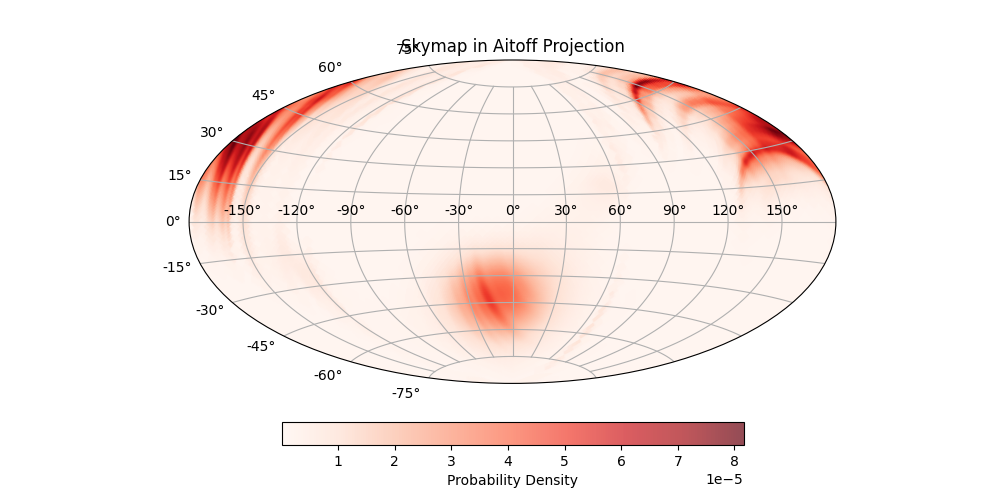 75°
Skymap in Aitoff Projection
60°
45°
30°
15°
-150° -120° -90° -60° -30° 0° 30° 60° 90° 120° 150°
0°
-15°
-30°
-45°
-60°
-75°
1 2 3 4 5 6 7 8
1e−5
Probability Density